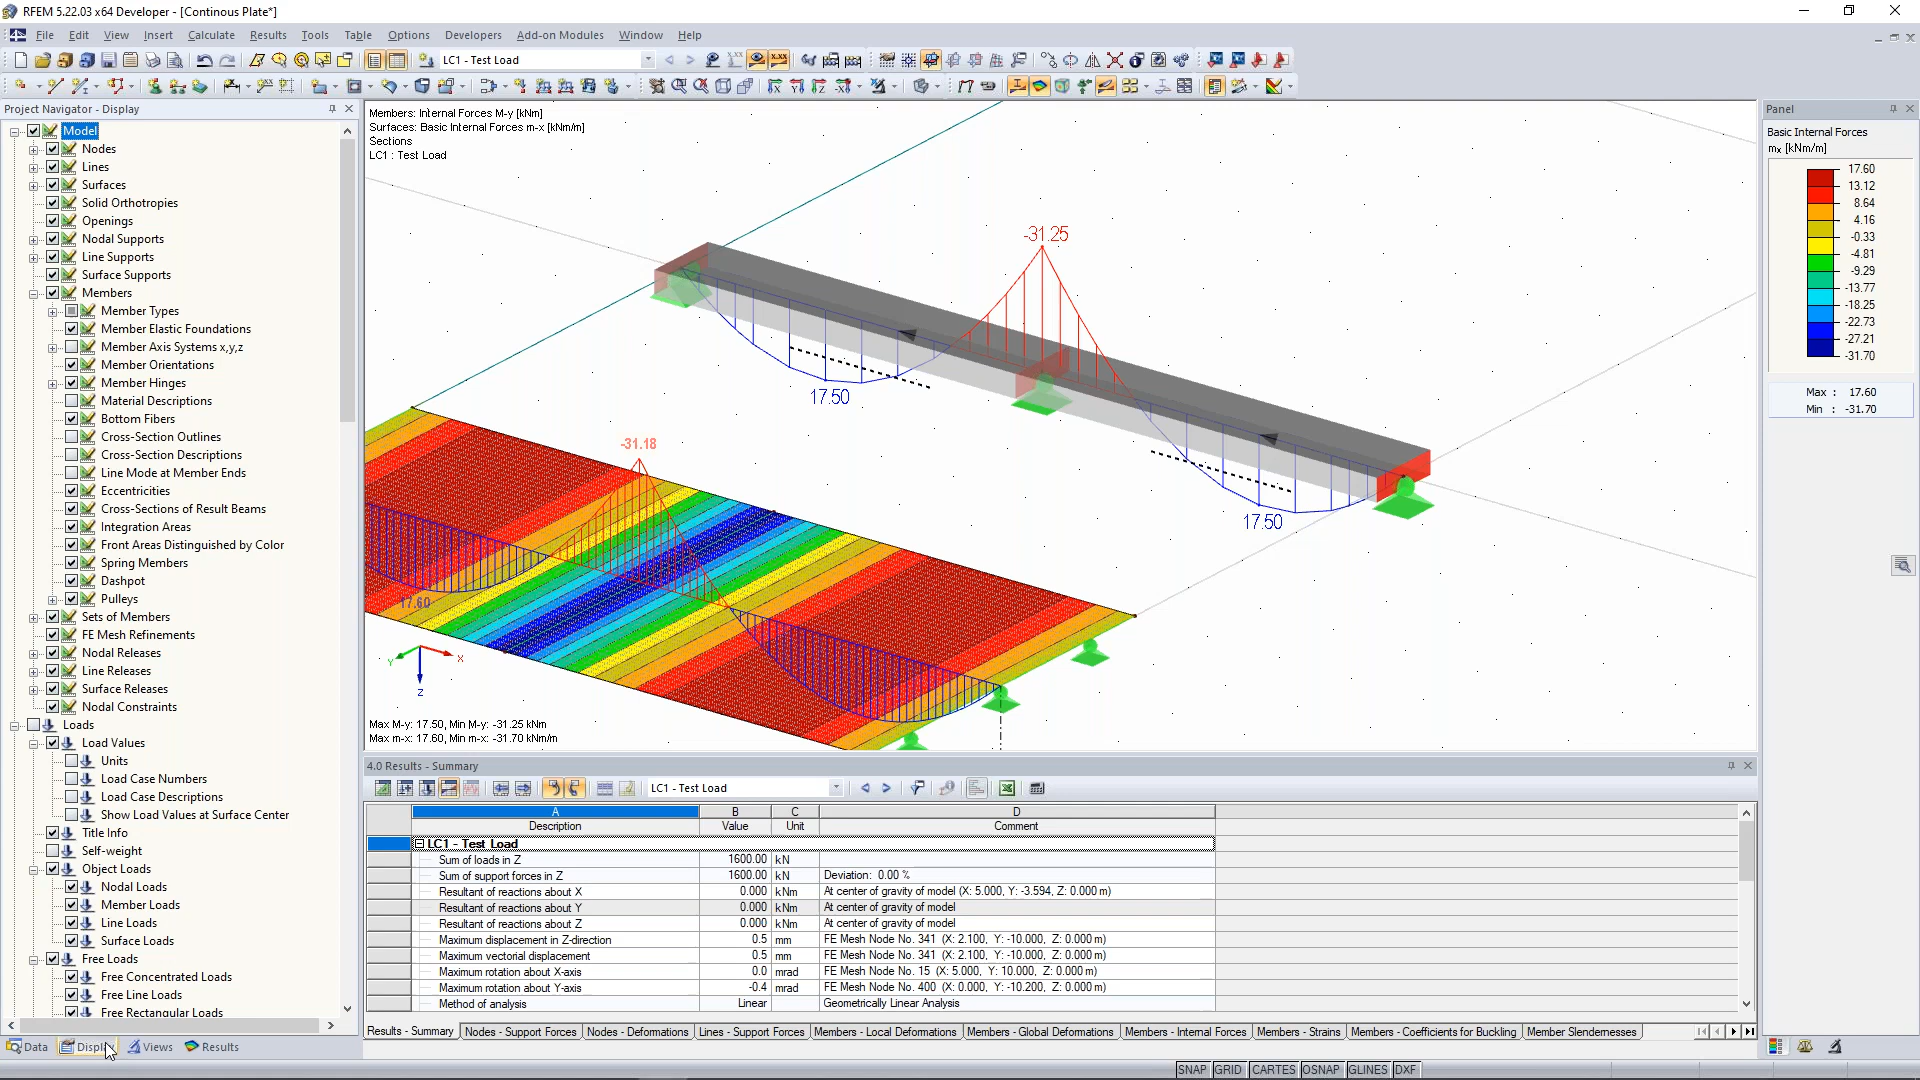 RFEM 5.22.03 x64 Developer - [Continous Plate*]
File Edit View Insert Calculate Results Tools Table Options Developers Add-on Modules Window Help
LC1 - Test Load
Project Navigator - Display
Model
Nodes
Lines
Surfaces
Solid Orthotropies
Openings
Nodal Supports
Line Supports
Surface Supports
Members
Member Types
Member Elastic Foundations
Member Axis Systems x,y,z
Member Orientations
Member Hinges
Material Descriptions
Bottom Fibers
Cross-Section Outlines
Cross-Section Descriptions
Line Mode at Member Ends
Eccentricities
Cross-Sections of Result Beams
Integration Areas
Front Areas Distinguished by Color
Spring Members
Dashpot
Pulleys
Sets of Members
FE Mesh Refinements
Nodal Releases
Line Releases
Surface Releases
Nodal Constraints
Loads
Load Values
Units
Load Case Numbers
Load Case Descriptions
Show Load Values at Surface Center
Title Info
Self-weight
Object Loads
Nodal Loads
Member Loads
Line Loads
Surface Loads
Free Loads
Free Concentrated Loads
Free Line Loads
Free Rectangular Loads
Data Display Views Results
Members: Internal Forces M-y [kNm]
Surfaces: Basic Internal Forces m-x [kNm/m]
Sections
LC1 : Test Load
-31.25
17.50
17.50
-31.18
17.60
Y X
Z
Max M-y: 17.50, Min M-y: -31.25 kNm
Max m-x: 17.60, Min m-x: -31.70 kNm/m
Panel
Basic Internal Forces
mx [kNm/m]
17.60
13.12
8.64
4.16
-0.33
-4.81
-9.29
-13.77
-18.25
-22.73
-27.21
-31.70
Max : 17.60
Min : -31.70
4.0 Results - Summary
LC1 - Test Load
A B C D
Description Value Unit Comment
LC1 - Test Load
Sum of loads in Z 1600.00 kN
Sum of support forces in Z 1600.00 kN Deviation: 0.00 %
Resultant of reactions about X 0.000 kNm At center of gravity of model (X: 5.000, Y: -3.594, Z: 0.000 m)
Resultant of reactions about Y 0.000 kNm At center of gravity of model
Resultant of reactions about Z 0.000 kNm At center of gravity of model
Maximum displacement in Z-direction 0.5 mm FE Mesh Node No. 341 (X: 2.100, Y: -10.000, Z: 0.000 m)
Maximum vectorial displacement 0.5 mm FE Mesh Node No. 341 (X: 2.100, Y: -10.000, Z: 0.000 m)
Maximum rotation about X-axis 0.0 mrad FE Mesh Node No. 15 (X: 5.000, Y: 10.000, Z: 0.000 m)
Maximum rotation about Y-axis -0.4 mrad FE Mesh Node No. 400 (X: 0.000, Y: -10.200, Z: 0.000 m)
Method of analysis Linear Geometrically Linear Analysis
Results - Summary Nodes - Support Forces Nodes - Deformations Lines - Support Forces Members - Local Deformations Members - Global Deformations Members - Internal Forces Members - Strains Members - Coefficients for Buckling Member Slendernesses
SNAP GRID CARTES OSNAP GLINES DXF